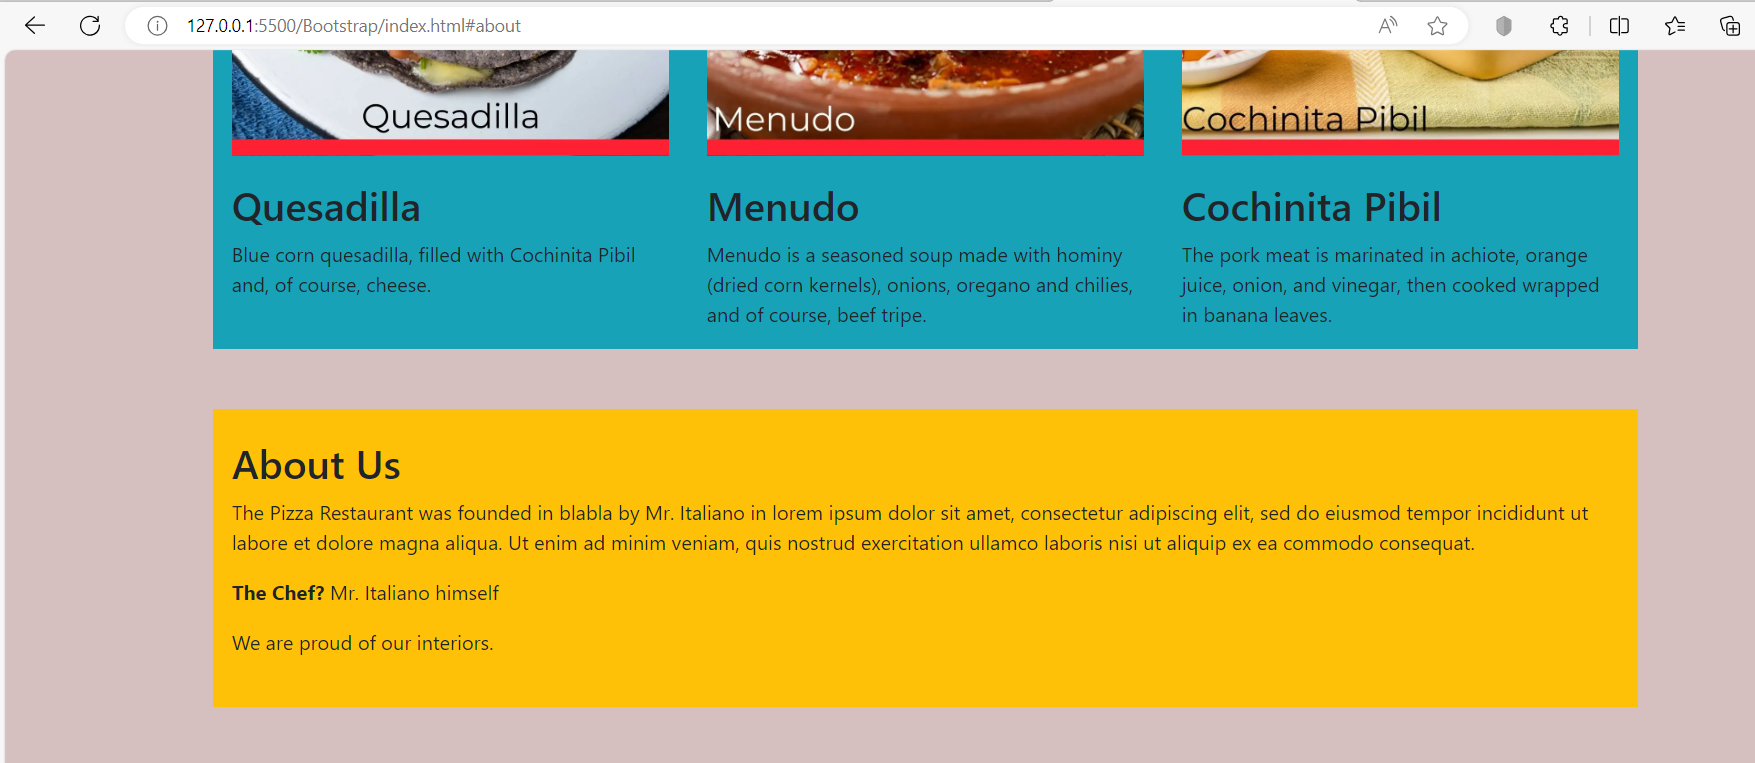 127.0.0.1:5500/Bootstrap/index.html#about
Quesadilla
Menudo
Cochinita Pibil
Quesadilla
Menudo
Cochinita Pibil
Blue corn quesadilla, filled with Cochinita Pibil
and, of course, cheese.
Menudo is a seasoned soup made with hominy
(dried corn kernels), onions, oregano and chilies,
and of course, beef tripe.
The pork meat is marinated in achiote, orange
juice, onion, and vinegar, then cooked wrapped
in banana leaves.
About Us
The Pizza Restaurant was founded in blabla by Mr. Italiano in lorem ipsum dolor sit amet, consectetur adipiscing elit, sed do eiusmod tempor incididunt ut
labore et dolore magna aliqua. Ut enim ad minim veniam, quis nostrud exercitation ullamco laboris nisi ut aliquip ex ea commodo consequat.
The Chef? Mr. Italiano himself
We are proud of our interiors.